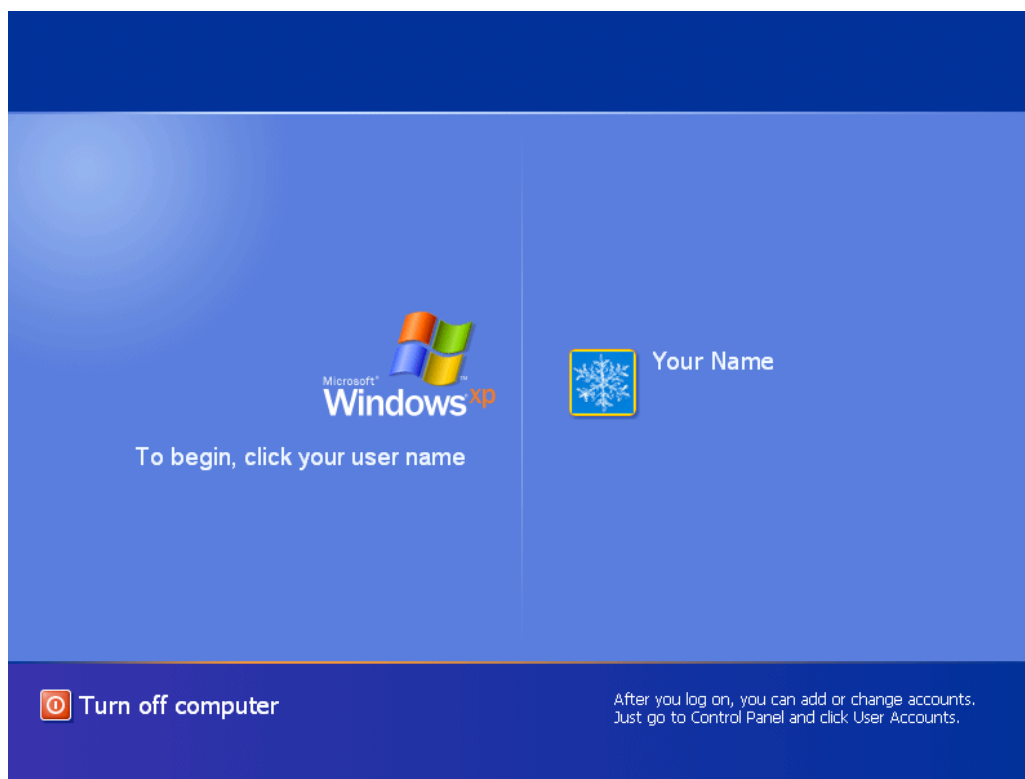 Microsoft®
Windows xp™
To begin, click your user name
Your Name
Turn off computer
After you log on, you can add or change accounts.
Just go to Control Panel and click User Accounts.